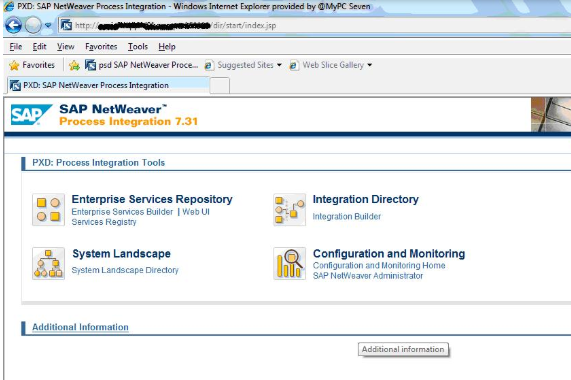 PXD: SAP NetWeaver Process Integration - Windows Internet Explorer provided by @MyPC Seven
http:// /dir/start/index.jsp
File Edit View Favorites Tools Help
Favorites psd SAP NetWeaver Proce... Suggested Sites Web Slice Gallery
PXD: SAP NetWeaver Process Integration
SAP SAP NetWeaver™
Process Integration 7.31
PXD: Process Integration Tools
Enterprise Services Repository
Enterprise Services Builder | Web UI
Services Registry
Integration Directory
Integration Builder
System Landscape
System Landscape Directory
Configuration and Monitoring
Configuration and Monitoring Home
SAP NetWeaver Administrator
Additional Information
Additional information